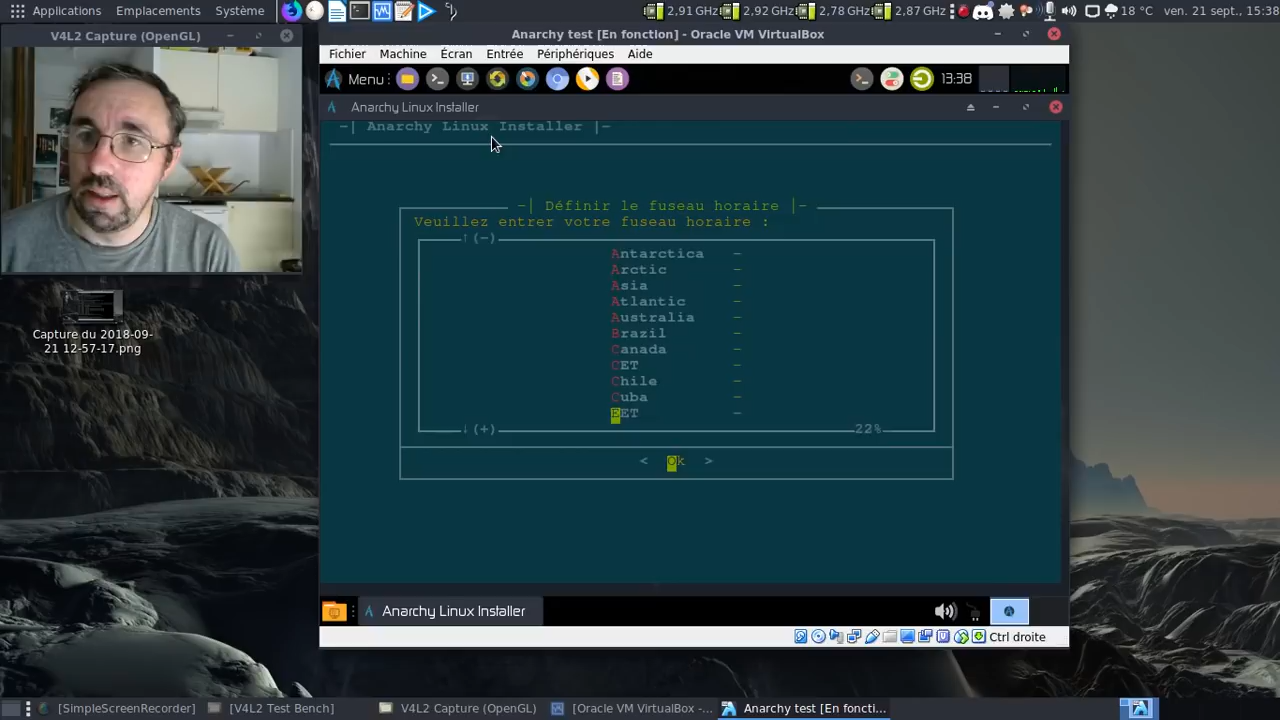 Applications Emplacements Système 2,91 GHz 2,92 GHz 2,78 GHz 2,87 GHz 18 °C ven. 21 sept., 15:38
V4L2 Capture (OpenGL)
Anarchy test [En fonction] - Oracle VM VirtualBox
Fichier Machine Écran Entrée Périphériques Aide
Menu 13:38
Anarchy Linux Installer
-| Anarchy Linux Installer |-
-| Définir le fuseau horaire |-
Veuillez entrer votre fuseau horaire :
↑(-)
Antarctica -
Arctic -
Asia -
Atlantic -
Australia -
Brazil -
Canada -
CET -
Chile -
Cuba -
EET -
↓(+) 22%
< Ok >
Capture du 2018-09-
21 12-57-17.png
Anarchy Linux Installer
Ctrl droite
[SimpleScreenRecorder] [V4L2 Test Bench] V4L2 Capture (OpenGL) [Oracle VM VirtualBox -... Anarchy test [En foncti...